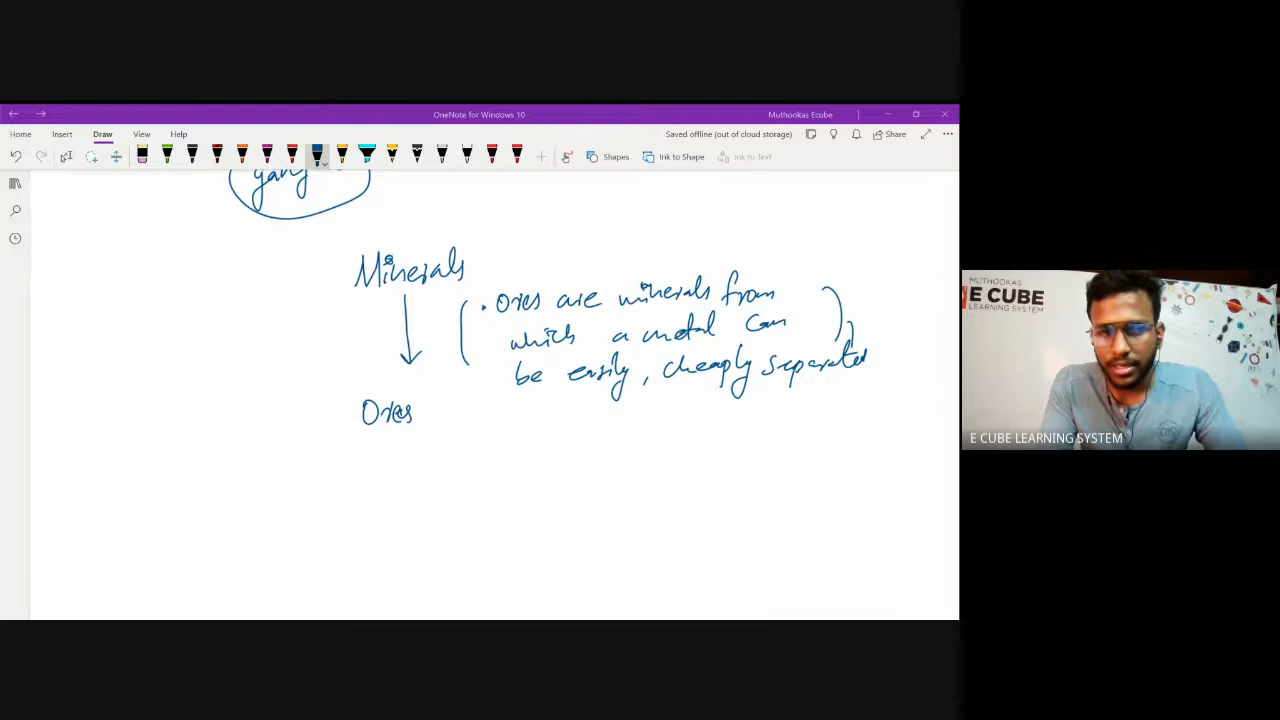 OneNote for Windows 10
Muthookas Ecube
Home Insert Draw View Help
Saved offline (out of cloud storage)
Share
Shapes
Ink to Shape
Ink to Text
Minerals
. Ores are minerals from
which a metal can
be easily, cheaply separated
Ores
MUTHOOKAS
E CUBE
LEARNING SYSTEM
E CUBE LEARNING SYSTEM